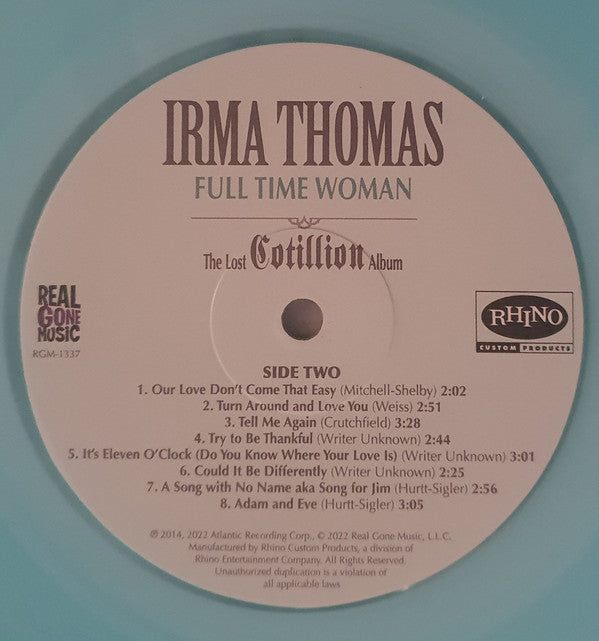 IRMA THOMAS
FULL TIME WOMAN
The Lost Cotillion Album
REAL
GONE
MUSIC
RGM-1337
RHINO
CUSTOM PRODUCTS
SIDE TWO
1. Our Love Don't Come That Easy (Mitchell-Shelby) 2:02
2. Turn Around and Love You (Weiss) 2:51
3. Tell Me Again (Crutchfield) 3:28
4. Try to Be Thankful (Writer Unknown) 2:44
5. It's Eleven O'Clock (Do You Know Where Your Love Is) (Writer Unknown) 3:01
6. Could It Be Differently (Writer Unknown) 2:25
7. A Song with No Name aka Song for Jim (Hurtt-Sigler) 2:56
8. Adam and Eve (Hurtt-Sigler) 3:05
℗ 2014, 2022 Atlantic Recording Corp., © 2022 Real Gone Music, L.L.C.
Manufactured by Rhino Custom Products, a division of
Rhino Entertainment Company. All Rights Reserved.
Unauthorized duplication is a violation of
all applicable laws